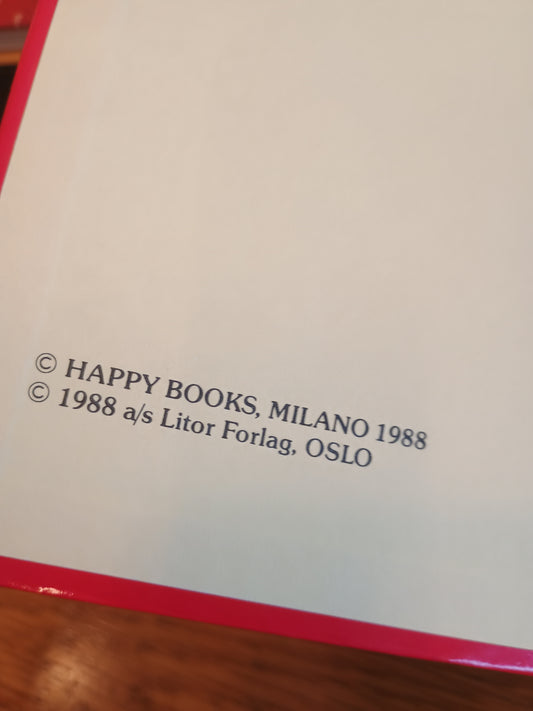 © HAPPY BOOKS, MILANO 1988
© 1988 a/s Litor Forlag, OSLO